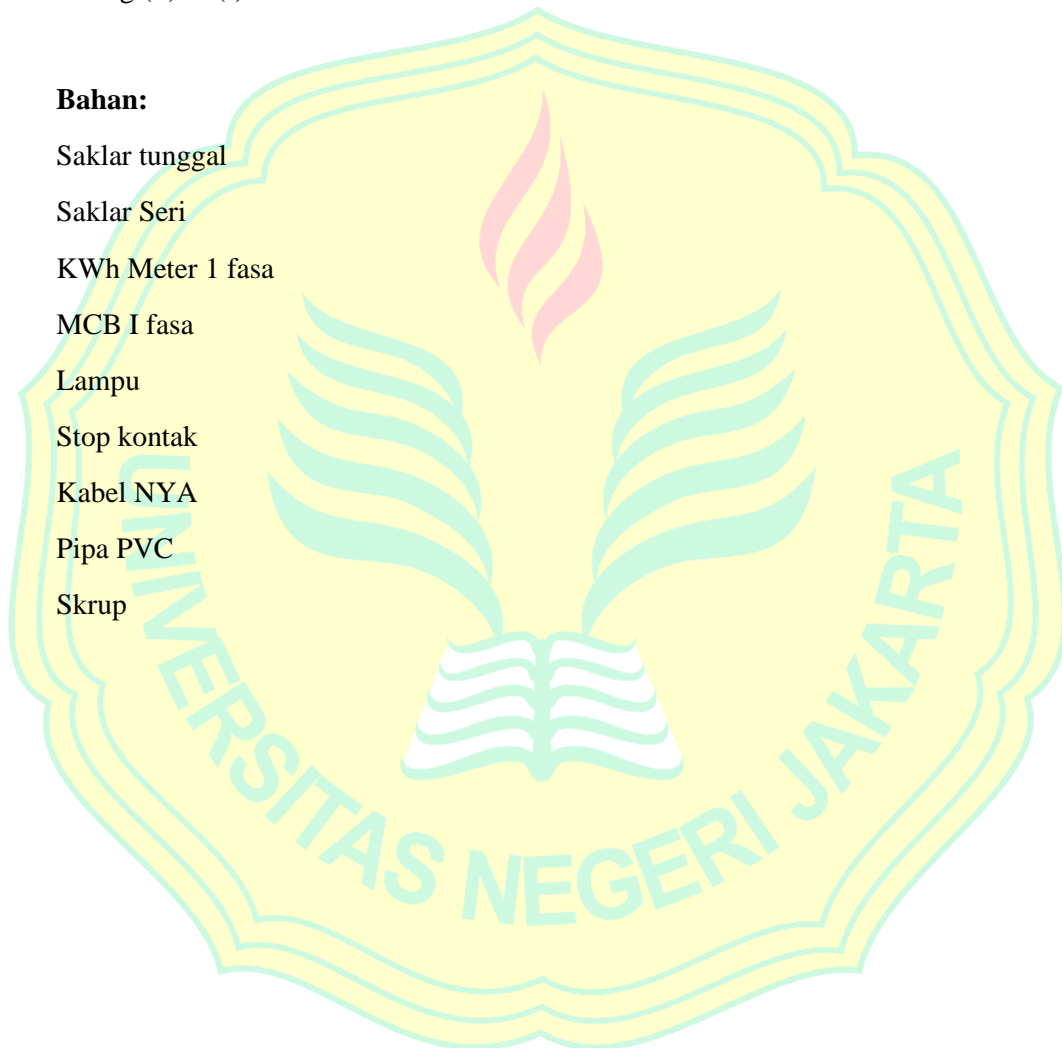 Bahan:
Saklar tunggal
Saklar Seri
KWh Meter 1 fasa
MCB I fasa
Lampu
Stop kontak
Kabel NYA
Pipa PVC
Skrup
UNIVERSITAS NEGERI JAKARTA